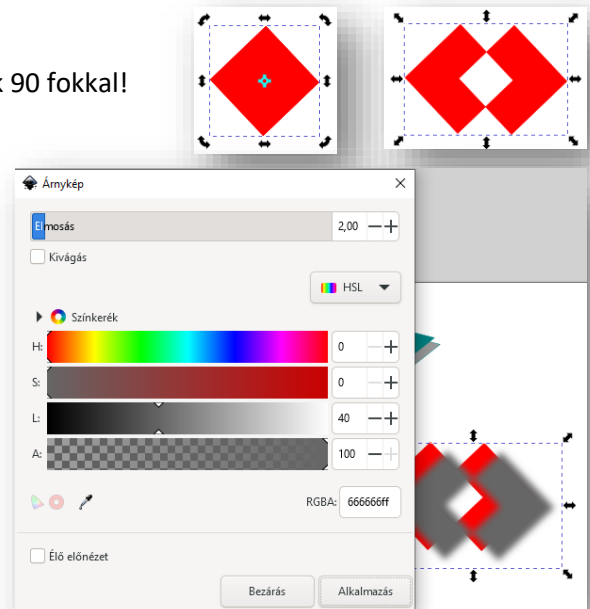 k 90 fokkal!
Árnykép
Elmosás 2,00
Kivágás
HSL
Színkerék
H: 0
S: 0
L: 40
A: 100
RGBA: 666666ff
Élő előnézet
Bezárás Alkalmazás